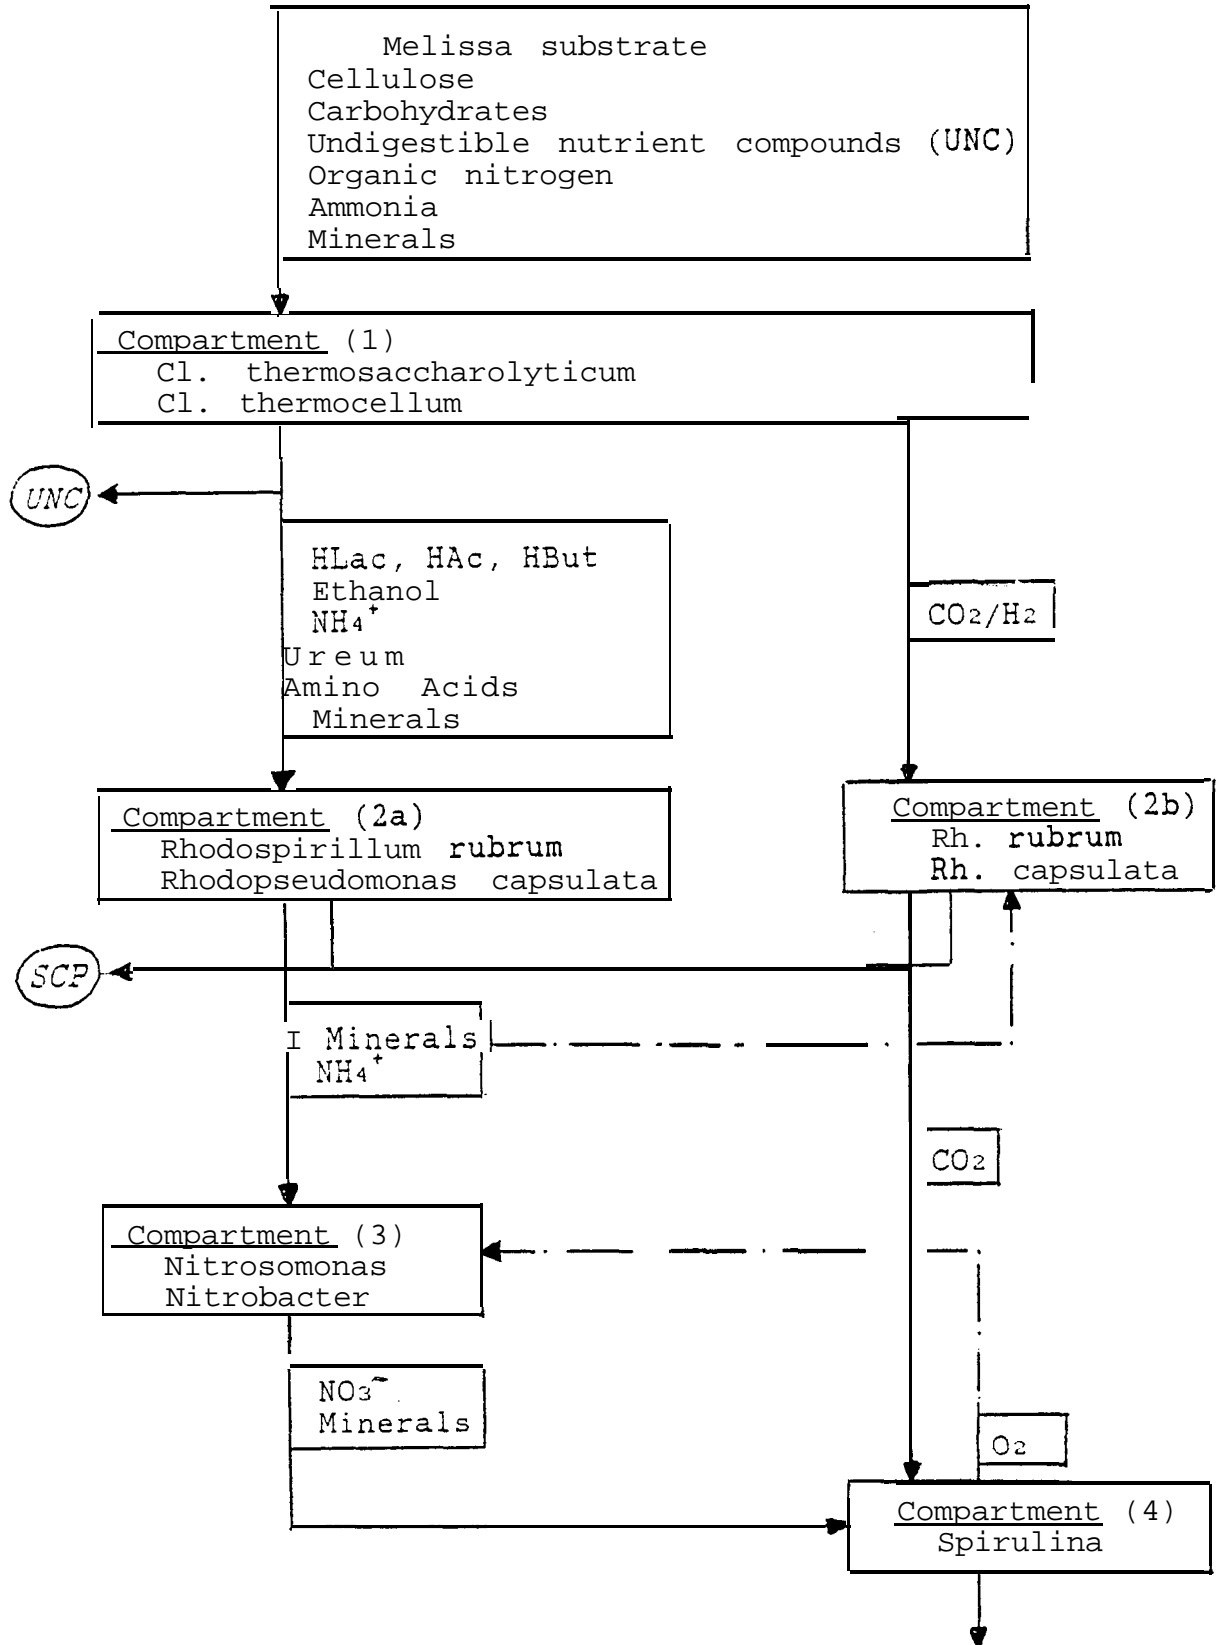 Melissa substrate
Cellulose
Carbohydrates
Undigestible nutrient compounds (UNC)
Organic nitrogen
Ammonia
Minerals
Compartment (1)
Cl. thermosaccharolyticum
Cl. thermocellum
UNC
HLac, HAc, HBut
Ethanol
NH₄⁺
Ureum
Amino Acids
Minerals
CO₂/H₂
Compartment (2a)
Rhodospirillum rubrum
Rhodopseudomonas capsulata
Compartment (2b)
Rh. rubrum
Rh. capsulata
SCP
I Minerals
NH₄⁺
CO₂
Compartment (3)
Nitrosomonas
Nitrobacter
NO₃⁻
Minerals
O₂
Compartment (4)
Spirulina